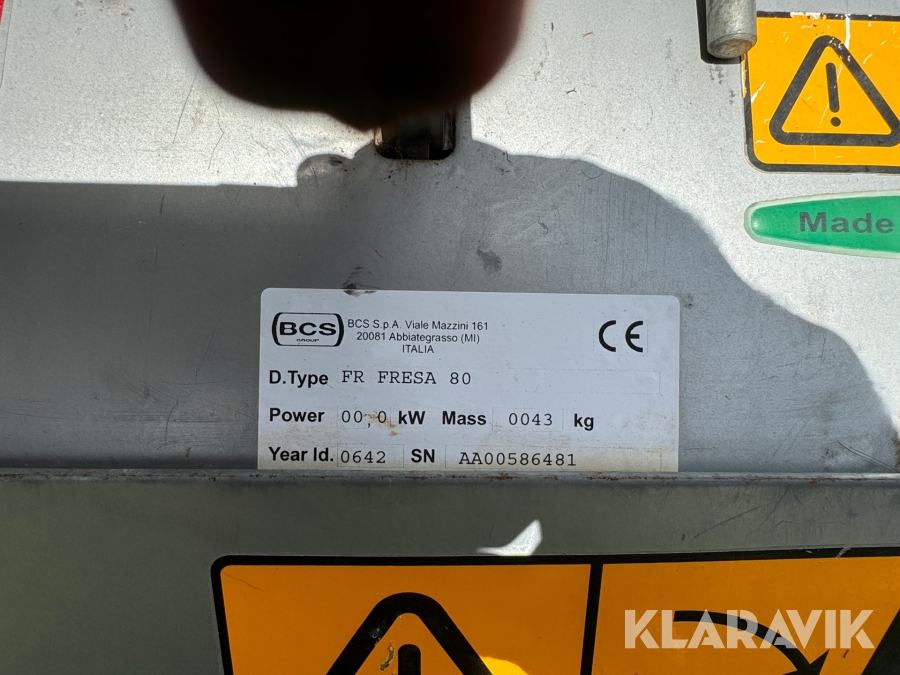 Made
BCS
GROUP
BCS S.p.A. Viale Mazzini 161
20081 Abbiategrasso (MI)
ITALIA
CE
D.Type FR FRESA 80
Power 00,0 kW Mass 0043 kg
Year Id. 0642 SN AA00586481
KLARAVIK